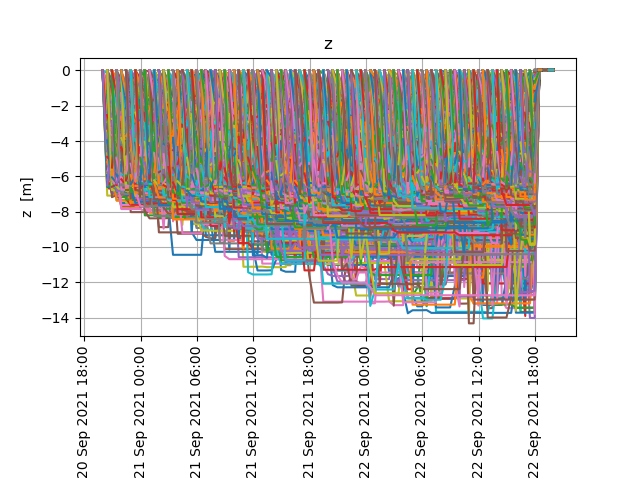 z
0
−2
−4
−6
−8
−10
−12
−14
z [m]
20 Sep 2021 18:00
21 Sep 2021 00:00
21 Sep 2021 06:00
21 Sep 2021 12:00
21 Sep 2021 18:00
22 Sep 2021 00:00
22 Sep 2021 06:00
22 Sep 2021 12:00
22 Sep 2021 18:00